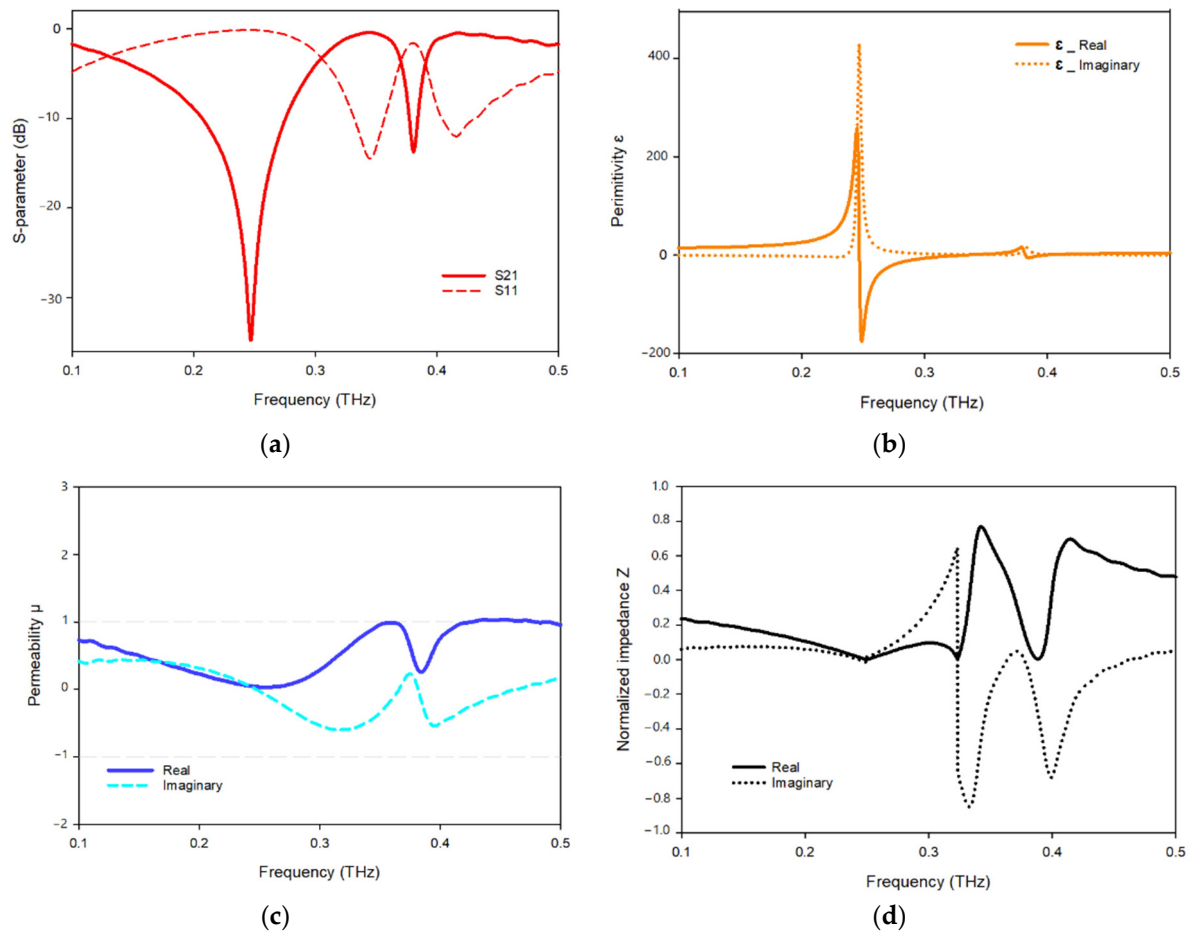 0
−10
−20
−30
S-parameter (dB)
S21
S11
0.1 0.2 0.3 0.4 0.5
Frequency (THz)
(a)
400
200
0
−200
Perimitivity ε
ε _ Real
ε _ Imaginary
0.1 0.2 0.3 0.4 0.5
Frequency (THz)
(b)
3
2
1
0
−1
−2
Permeability μ
Real
Imaginary
0.1 0.2 0.3 0.4 0.5
Frequency (THz)
(c)
1.0
0.8
0.6
0.4
0.2
0.0
−0.2
−0.4
−0.6
−0.8
−1.0
Normalized impedance Z
Real
Imaginary
0.1 0.2 0.3 0.4 0.5
Frequency (THz)
(d)